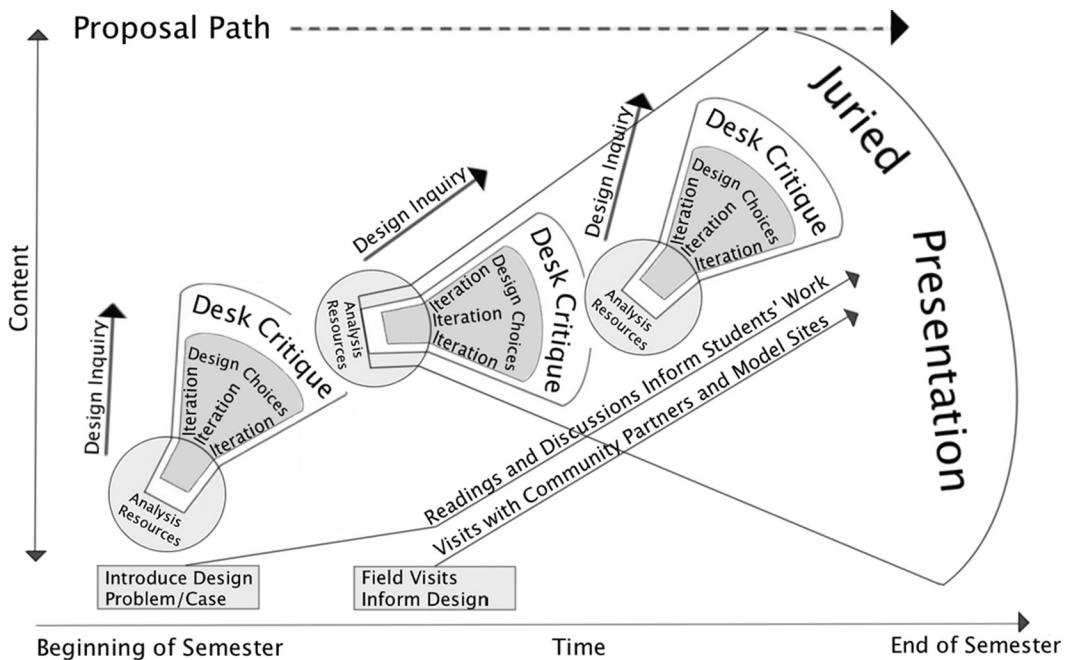 Proposal Path
Content
Juried
Presentation
Design Inquiry
Desk Critique
Design Choices
Iteration
Iteration
Iteration
Analysis
Resources
Design Inquiry
Desk Critique
Design Choices
Iteration
Iteration
Iteration
Analysis
Resources
Design Inquiry
Desk Critique
Design Choices
Iteration
Iteration
Iteration
Analysis
Resources
Readings and Discussions Inform Students' Work
Visits with Community Partners and Model Sites
Introduce Design
Problem/Case
Field Visits
Inform Design
Beginning of Semester
Time
End of Semester